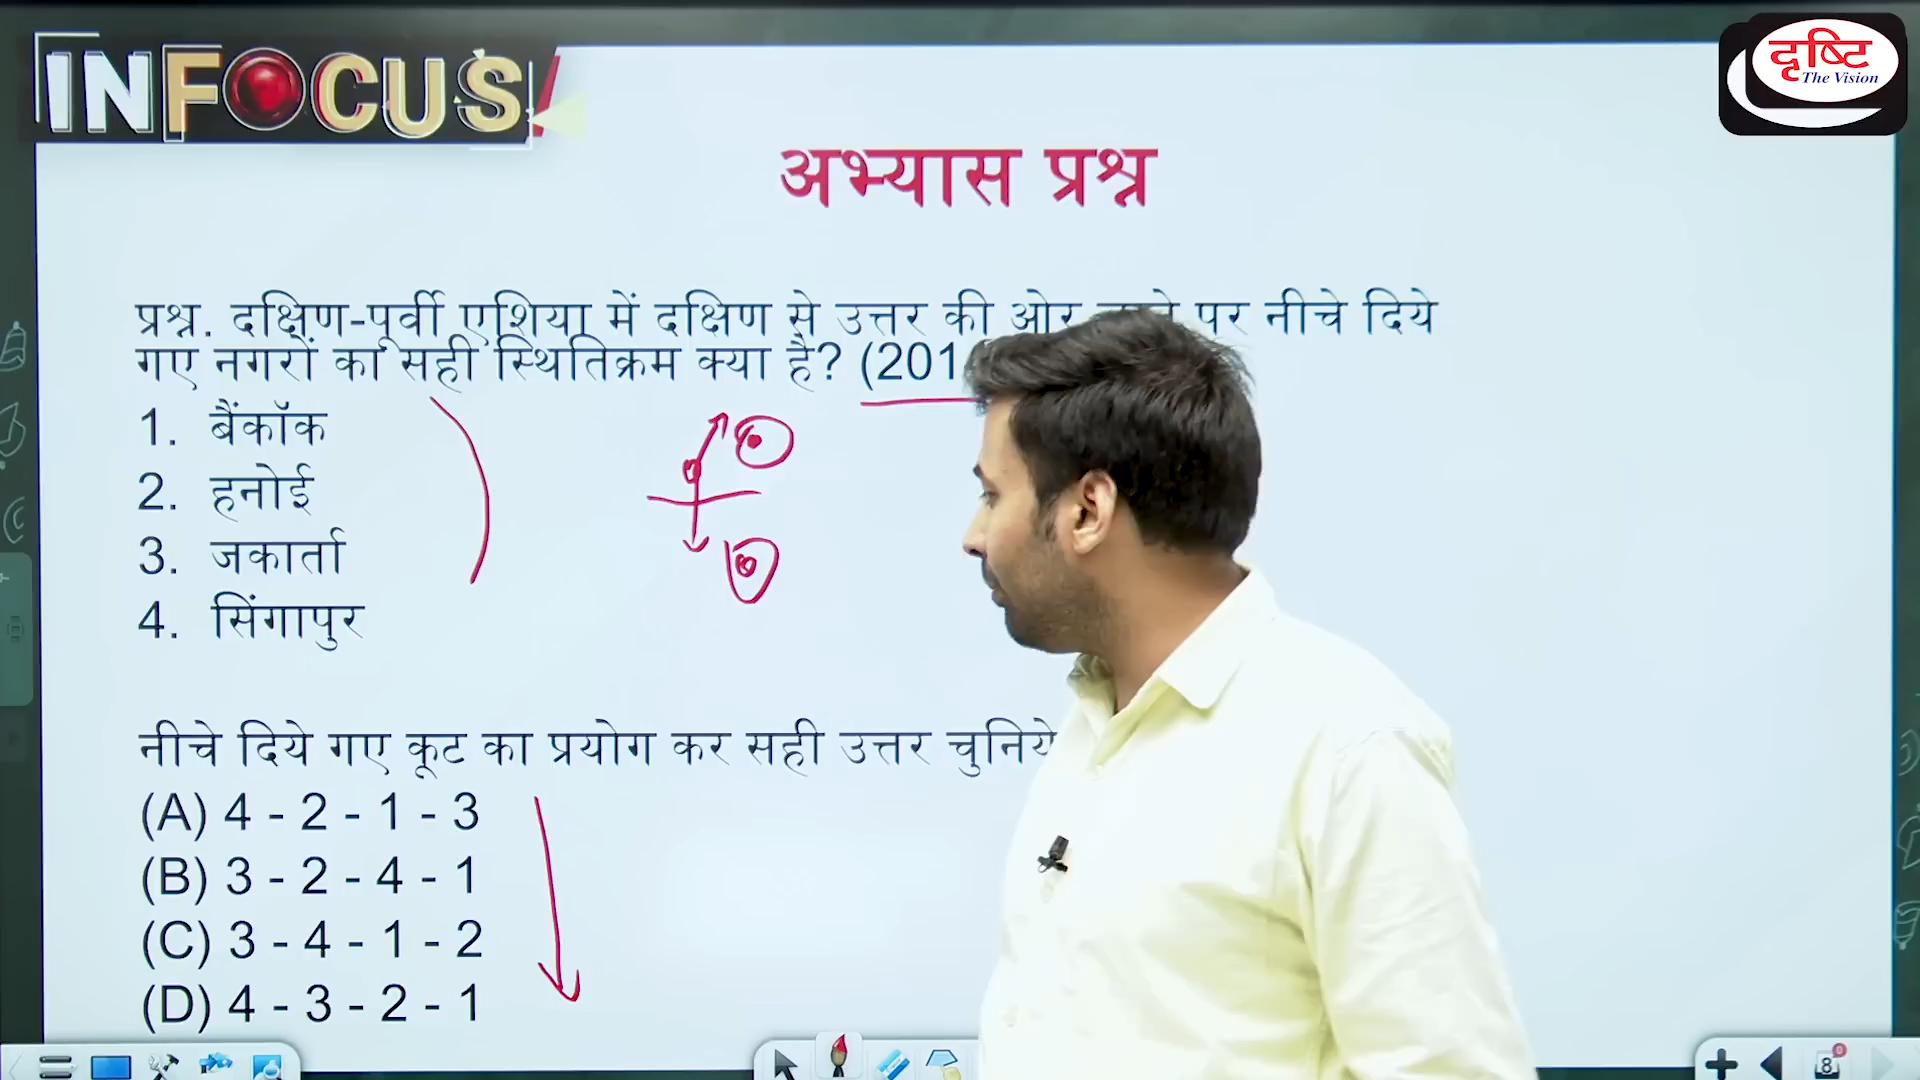 INFOCUS
दृष्टि
The Vision
अभ्यास प्रश्न
प्रश्न. दक्षिण-पूर्वी एशिया में दक्षिण से उत्तर की ओर पर नीचे दिये
गए नगरों का सही स्थितिक्रम क्या है? (201
1. बैंकॉक
2. हनोई
3. जकार्ता
4. सिंगापुर
नीचे दिये गए कूट का प्रयोग कर सही उत्तर चुनिये
(A) 4 - 2 - 1 - 3
(B) 3 - 2 - 4 - 1
(C) 3 - 4 - 1 - 2
(D) 4 - 3 - 2 - 1
8